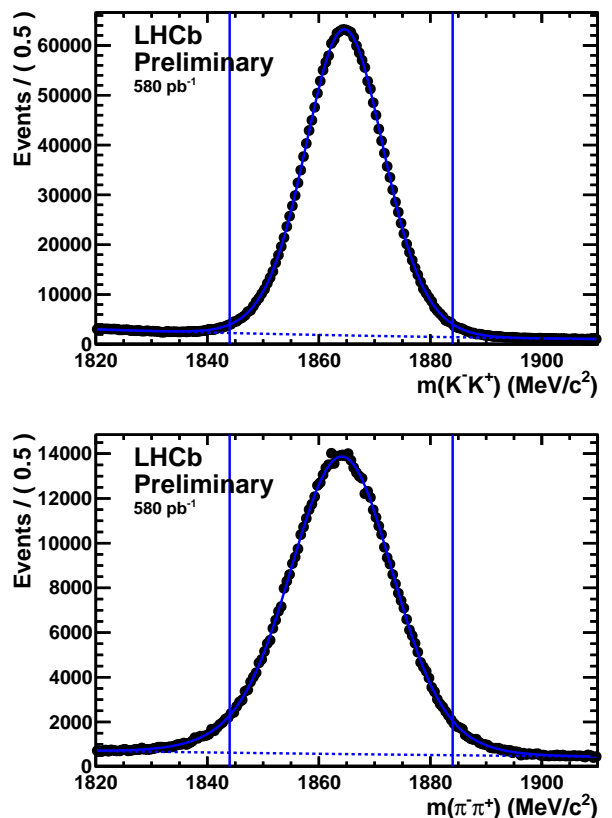 Events / ( 0.5 )
60000
50000
40000
30000
20000
10000
0
LHCb
Preliminary
580 pb⁻¹
1820 1840 1860 1880 1900
m(K⁻K⁺) (MeV/c²)
Events / ( 0.5 )
14000
12000
10000
8000
6000
4000
2000
0
LHCb
Preliminary
580 pb⁻¹
1820 1840 1860 1880 1900
m(π⁻π⁺) (MeV/c²)